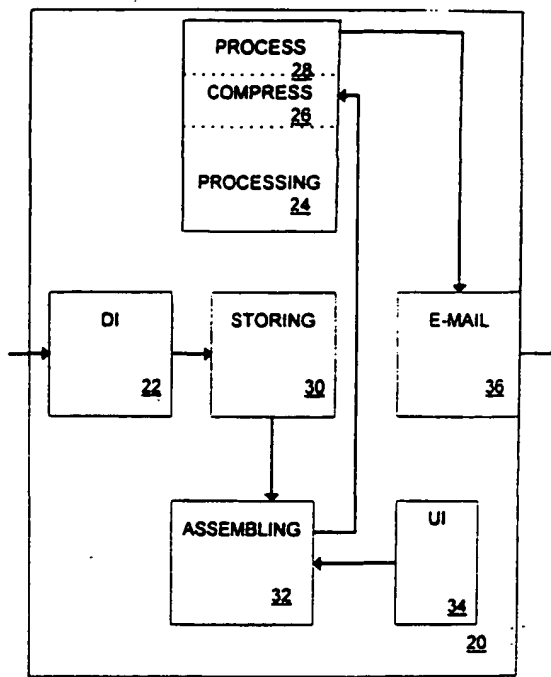 PROCESS
28
COMPRESS
26
PROCESSING
24
DI
22
STORING
30
E-MAIL
36
ASSEMBLING
32
UI
34
20